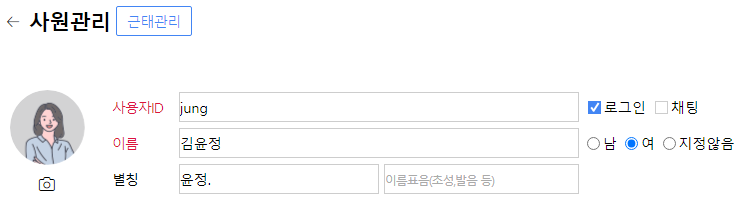 ← 사원관리 근태관리
사용자ID jung 로그인 채팅
이름 김윤정 남 여 지정않음
별칭 윤정. 이름표음(초성,발음 등)